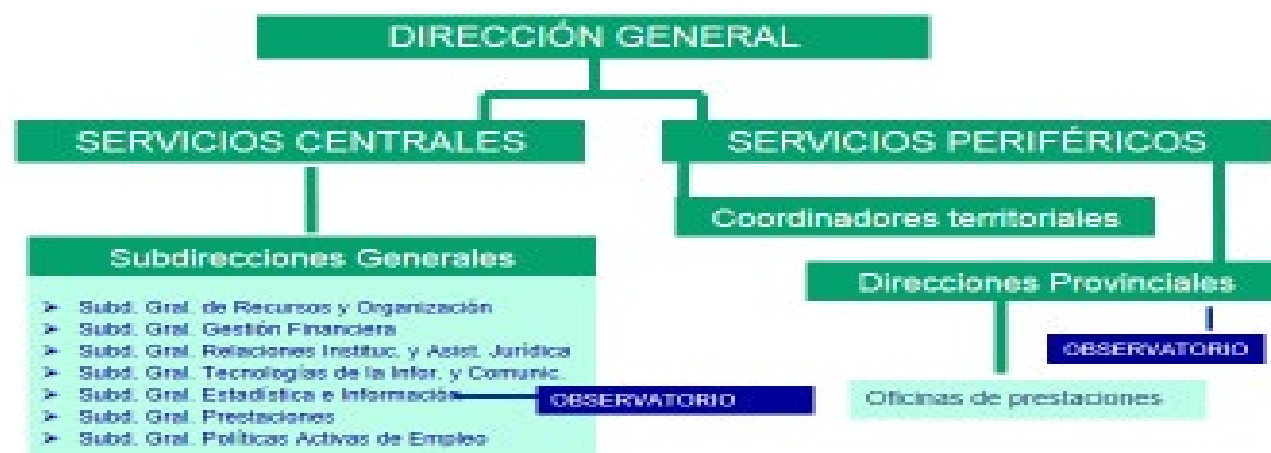 DIRECCIÓN GENERAL
SERVICIOS CENTRALES
SERVICIOS PERIFÉRICOS
Coordinadores territoriales
Subdirecciones Generales
Direcciones Provinciales
➢ Subd. Gral. de Recursos y Organización
➢ Subd. Gral. Gestión Financiera
➢ Subd. Gral. Relaciones Instituc. y Asist. Jurídica
➢ Subd. Gral. Tecnologías de la Infor. y Comunic.
➢ Subd. Gral. Estadística e Información
➢ Subd. Gral. Prestaciones
➢ Subd. Gral. Políticas Activas de Empleo
OBSERVATORIO
OBSERVATORIO
Oficinas de prestaciones